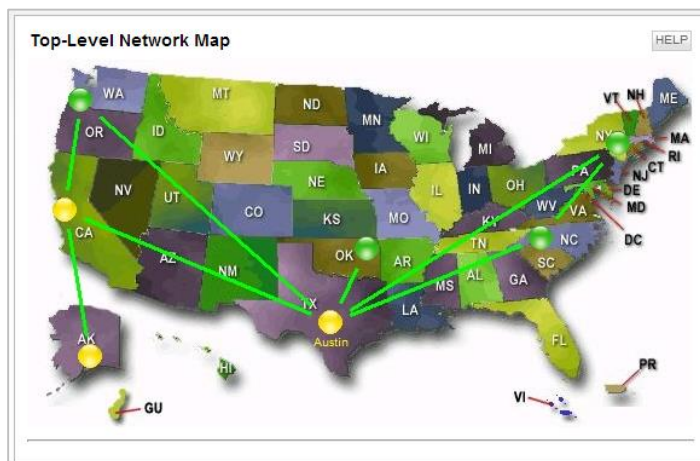 Top-Level Network Map
HELP
WA
MT
ND
MN
VT
NH
ME
OR
ID
SD
WI
MI
NY
MA
RI
CT
WY
IA
PA
NJ
NV
UT
NE
IL
IN
OH
DE
MD
CO
KS
MO
WV
VA
DC
CA
KY
AZ
NM
OK
AR
TN
NC
SC
TX
MS
AL
GA
LA
Austin
FL
AK
HI
PR
GU
VI